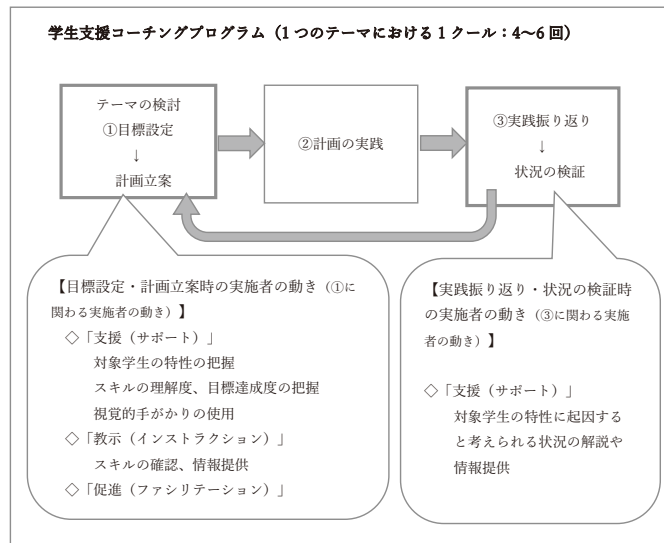 学生支援コーチングプログラム（1つのテーマにおける1クール：4～6回）
テーマの検討
①目標設定
↓
計画立案
②計画の実践
③実践振り返り
↓
状況の検証
【目標設定・計画立案時の実施者の動き（①に
関わる実施者の動き）】
◇「支援（サポート）」
対象学生の特性の把握
スキルの理解度、目標達成度の把握
視覚的手がかりの使用
◇「教示（インストラクション）」
スキルの確認、情報提供
◇「促進（ファシリテーション）」
【実践振り返り・状況の検証時
の実施者の動き（③に関わる実施
者の動き）】
◇「支援（サポート）」
対象学生の特性に起因する
と考えられる状況の解説や
情報提供